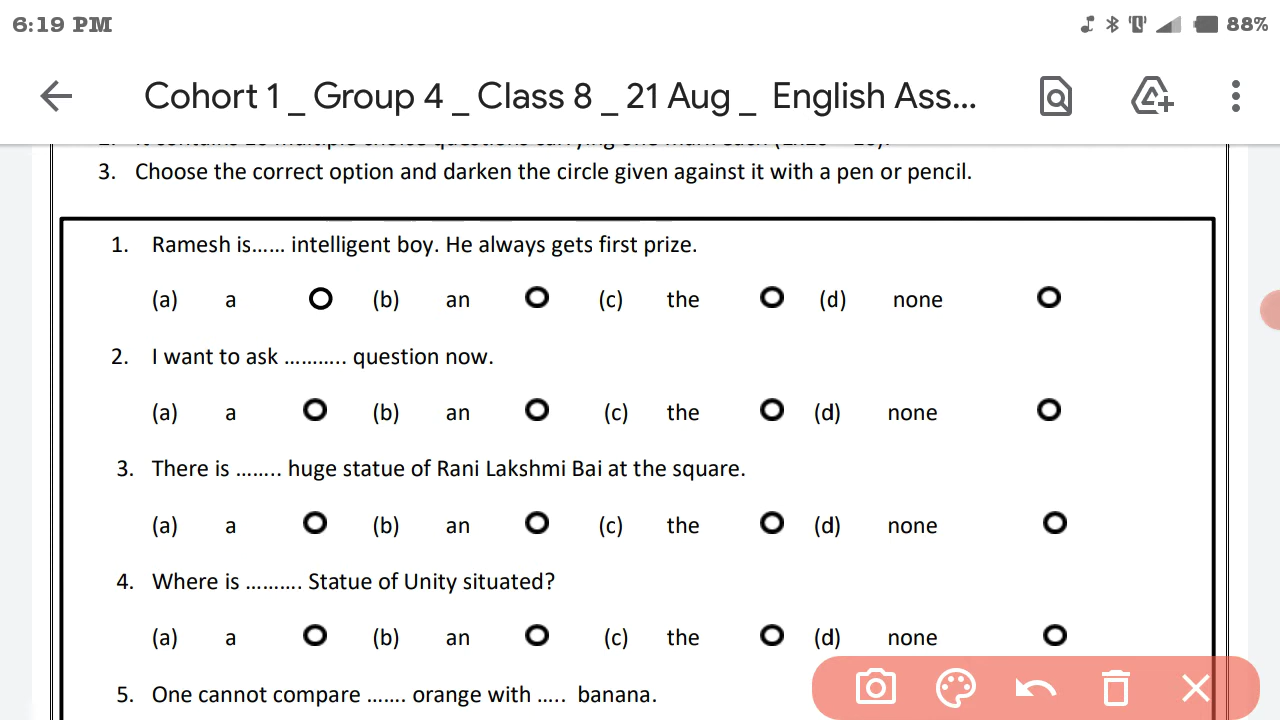 6:19 PM 88%
Cohort 1 _ Group 4 _ Class 8 _ 21 Aug _ English Ass...
3. Choose the correct option and darken the circle given against it with a pen or pencil.
1. Ramesh is...... intelligent boy. He always gets first prize.
(a) a (b) an (c) the (d) none
2. I want to ask ........... question now.
(a) a (b) an (c) the (d) none
3. There is ........ huge statue of Rani Lakshmi Bai at the square.
(a) a (b) an (c) the (d) none
4. Where is .......... Statue of Unity situated?
(a) a (b) an (c) the (d) none
5. One cannot compare ....... orange with ..... banana.